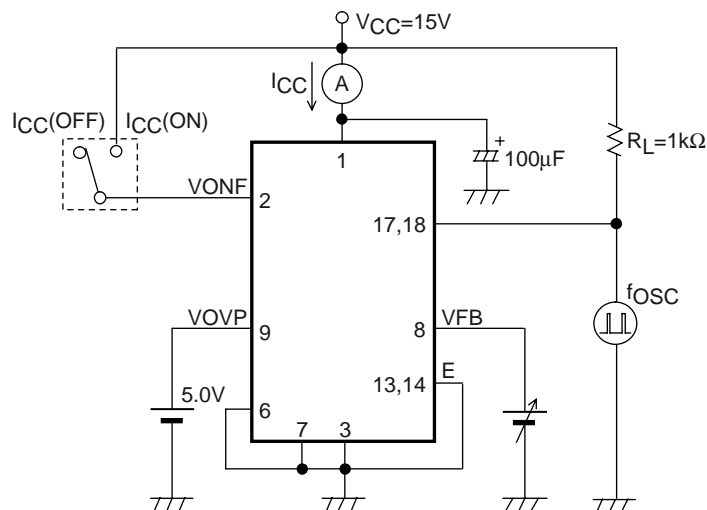 VCC=15V
ICC
A
ICC(OFF)
ICC(ON)
1
+
100μF
RL=1kΩ
VONF
2
17,18
fOSC
VOVP
9
8
VFB
5.0V
6
13,14
E
7
3